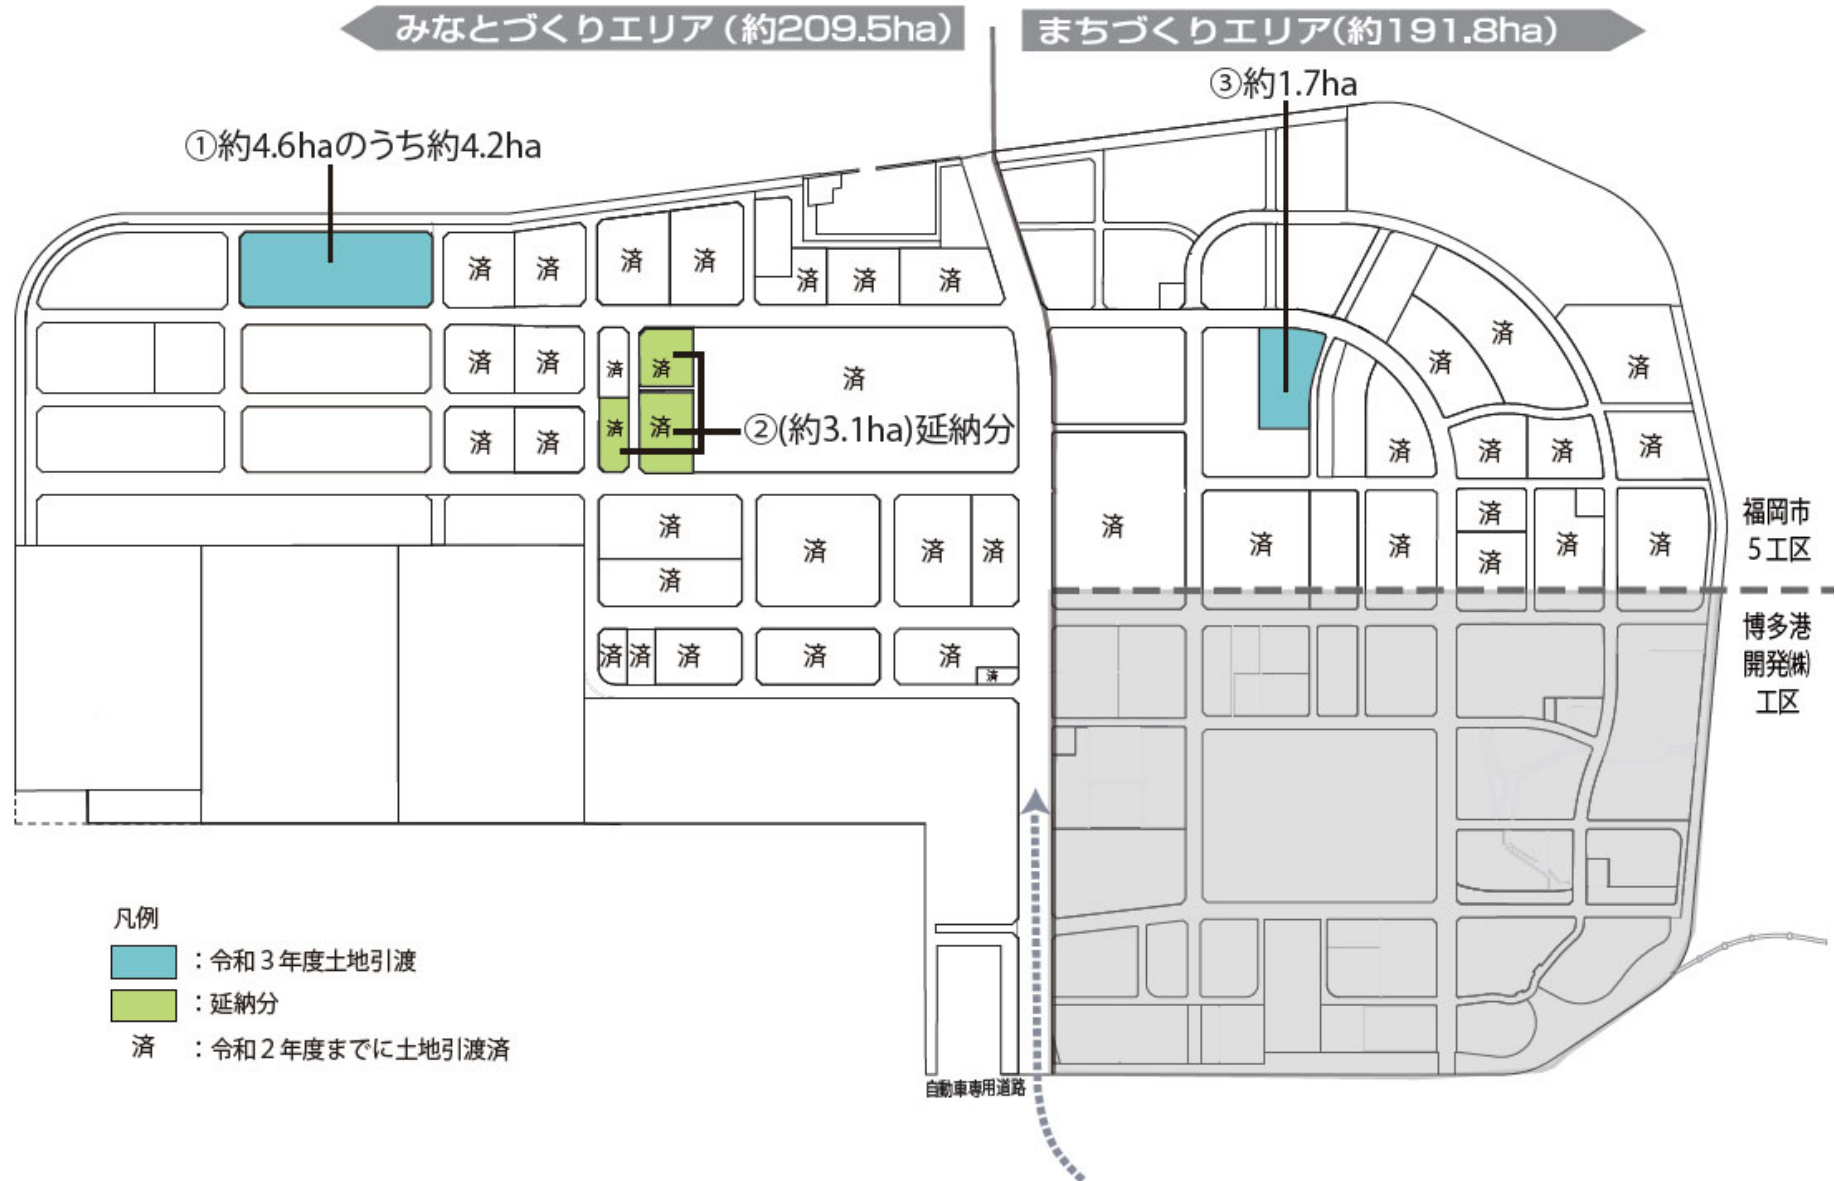 みなとづくりエリア(約209.5ha)
まちづくりエリア(約191.8ha)
③約1.7ha
①約4.6haのうち約4.2ha
済 済 済 済 済 済 済
済 済 済 済 済 済 済 済
済 済 済 済 ②(約3.1ha)延納分 済 済 済 済
済 済 済 済 済 済 済 済 済 済 済
済 済
福岡市
5工区
済 済 済 済 済 済
博多港
開発㈱
工区
凡例
：令和３年度土地引渡
：延納分
済 ：令和２年度までに土地引渡済
自動車専用道路